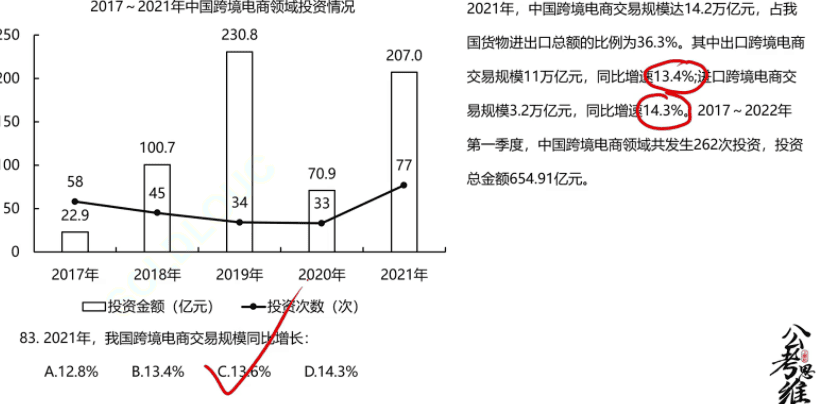 2017～2021年中国跨境电商领域投资情况
250
200
150
100
50
0
22.9
100.7
230.8
70.9
207.0
58
45
34
33
77
2017年
2018年
2019年
2020年
2021年
投资金额（亿元）
投资次数（次）
2021年，中国跨境电商交易规模达14.2万亿元，占我
国货物进出口总额的比例为36.3%。其中出口跨境电商
交易规模11万亿元，同比增速13.4%;进口跨境电商交
易规模3.2万亿元，同比增速14.3%。2017～2022年
第一季度，中国跨境电商领域共发生262次投资，投资
总金额654.91亿元。
83. 2021年，我国跨境电商交易规模同比增长：
A.12.8% B.13.4% C.13.6% D.14.3%
公考思维